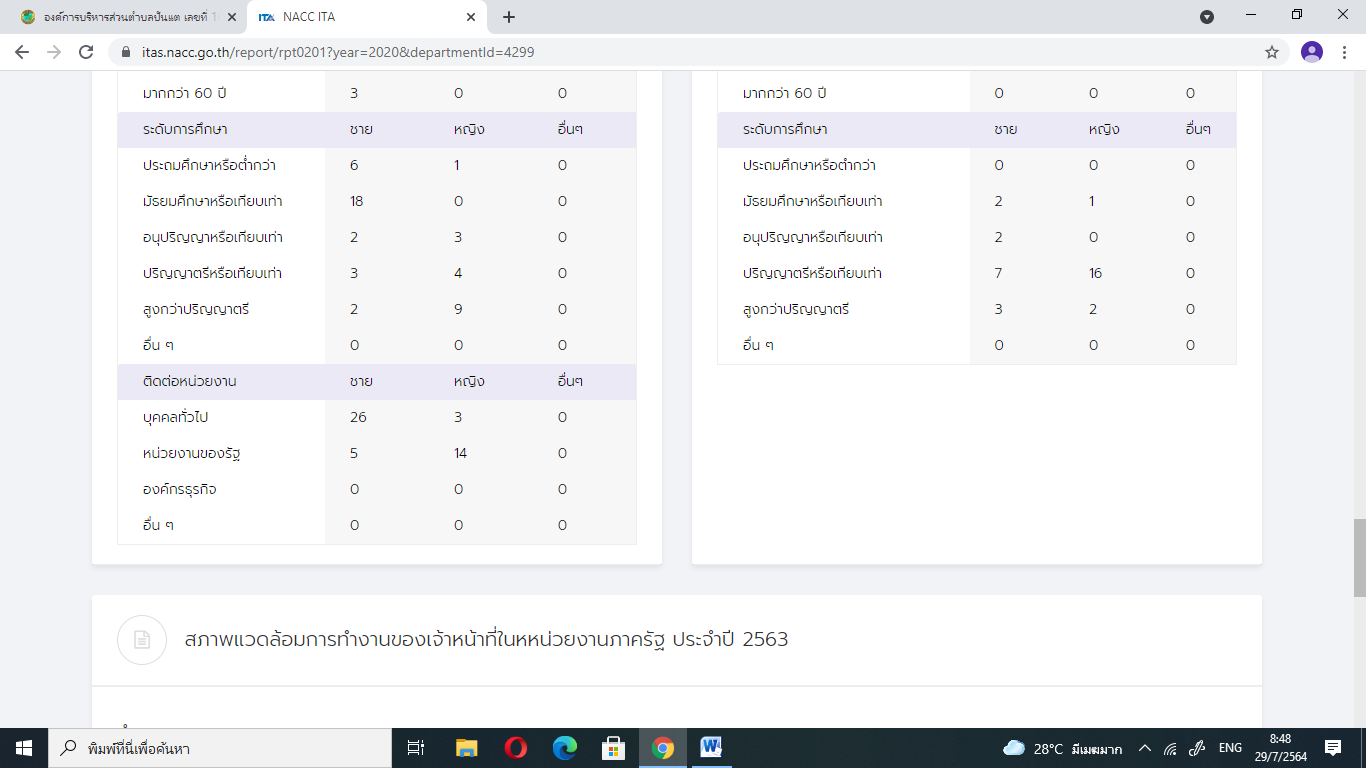 องค์การบริหารส่วนตำบลปันแต เลขที่
NACC ITA
itas.nacc.go.th/report/rpt0201?year=2020&departmentId=4299
มากกว่า 60 ปี 3 0 0
ระดับการศึกษา ชาย หญิง อื่นๆ
ประถมศึกษาหรือต่ำกว่า 6 1 0
มัธยมศึกษาหรือเทียบเท่า 18 0 0
อนุปริญญาหรือเทียบเท่า 2 3 0
ปริญญาตรีหรือเทียบเท่า 3 4 0
สูงกว่าปริญญาตรี 2 9 0
อื่น ๆ 0 0 0
ติดต่อหน่วยงาน ชาย หญิง อื่นๆ
บุคคลทั่วไป 26 3 0
หน่วยงานของรัฐ 5 14 0
องค์กรธุรกิจ 0 0 0
อื่น ๆ 0 0 0
มากกว่า 60 ปี 0 0 0
ระดับการศึกษา ชาย หญิง อื่นๆ
ประถมศึกษาหรือต่ำกว่า 0 0 0
มัธยมศึกษาหรือเทียบเท่า 2 1 0
อนุปริญญาหรือเทียบเท่า 2 0 0
ปริญญาตรีหรือเทียบเท่า 7 16 0
สูงกว่าปริญญาตรี 3 2 0
อื่น ๆ 0 0 0
สภาพแวดล้อมการทำงานของเจ้าหน้าที่ในหหน่วยงานภาครัฐ ประจำปี 2563
พิมพ์ที่นี่เพื่อค้นหา
28°C มีเมฆมาก
ENG
8:48
29/7/2564